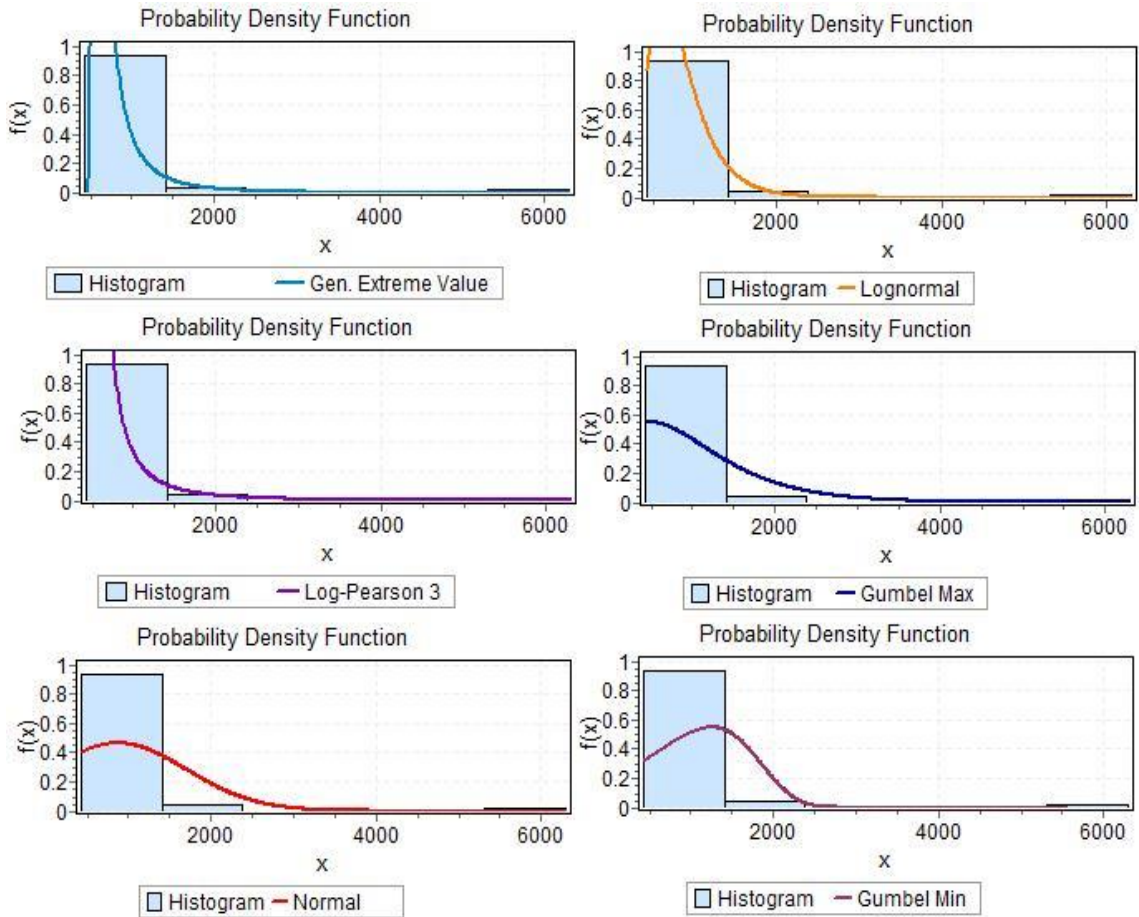 Probability Density Function
1
0.8
0.6
0.4
0.2
0
f(x)
2000 4000 6000
x
Histogram Gen. Extreme Value
Probability Density Function
1
0.8
0.6
0.4
0.2
0
f(x)
2000 4000 6000
x
Histogram Lognormal
Probability Density Function
1
0.8
0.6
0.4
0.2
0
f(x)
2000 4000 6000
x
Histogram Log-Pearson 3
Probability Density Function
1
0.8
0.6
0.4
0.2
0
f(x)
2000 4000 6000
x
Histogram Gumbel Max
Probability Density Function
1
0.8
0.6
0.4
0.2
0
f(x)
2000 4000 6000
x
Histogram Normal
Probability Density Function
1
0.8
0.6
0.4
0.2
0
f(x)
2000 4000 6000
x
Histogram Gumbel Min